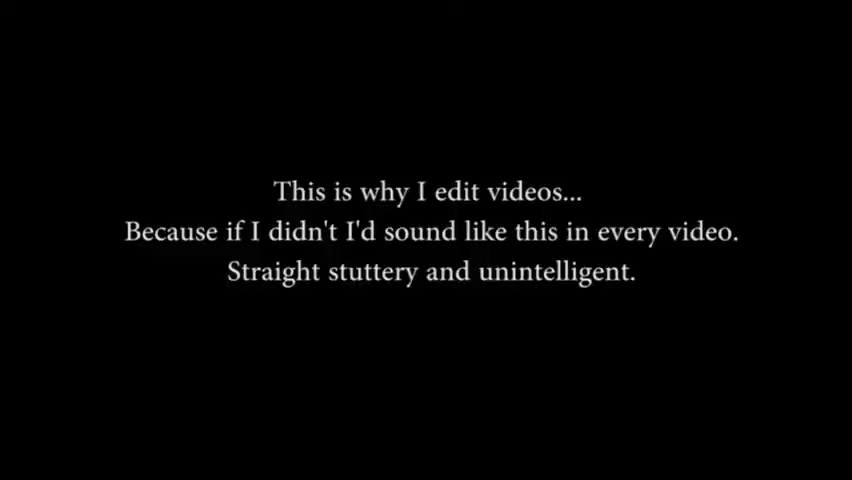 This is why I edit videos...
Because if I didn't I'd sound like this in every video.
Straight stuttery and unintelligent.